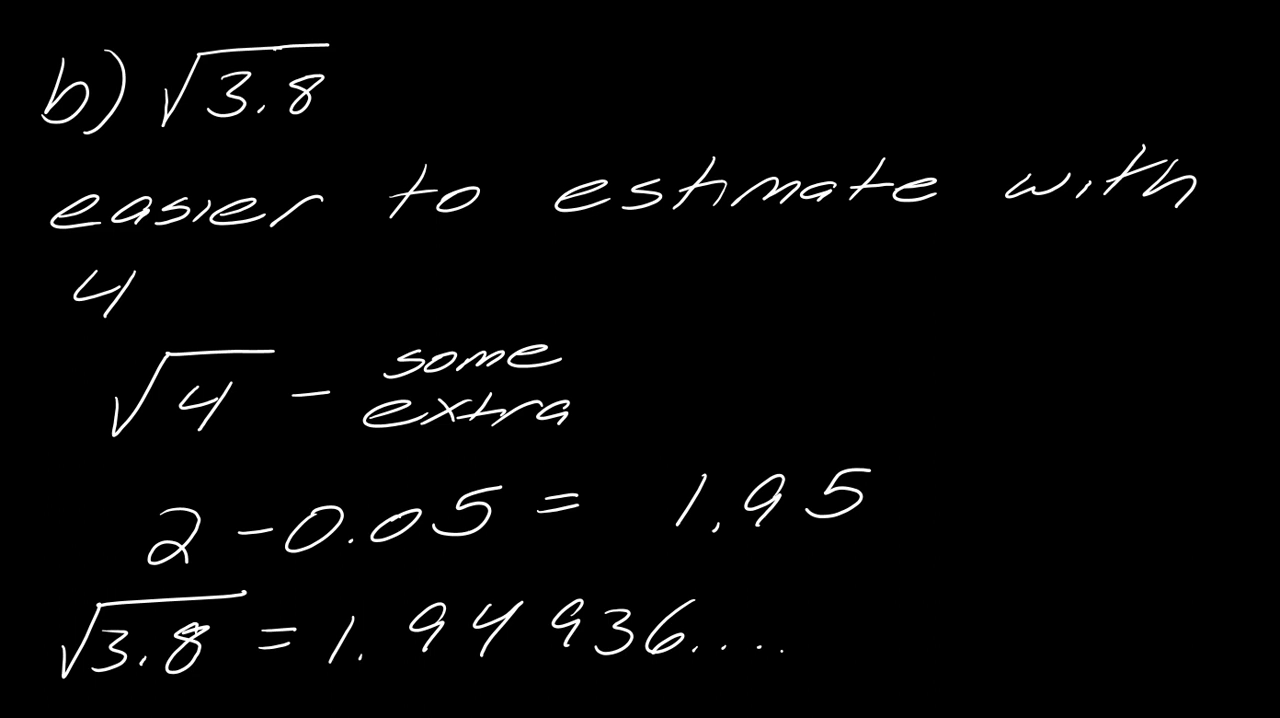 b) √3.8
easier to estimate with
4
√4 - some extra
2 - 0.05 = 1.95
√3.8 = 1.94936....